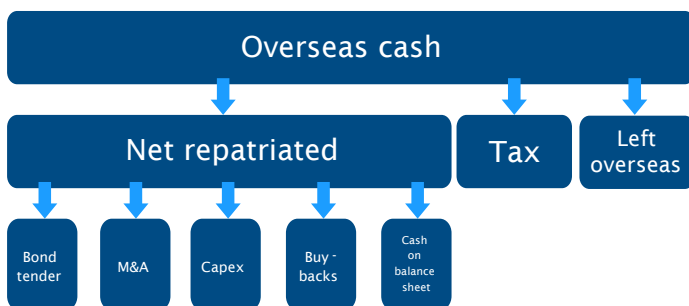 Overseas cash
Net repatriated
Tax
Left
overseas
Bond
tender
M&A
Capex
Buy -
backs
Cash
on
balance
sheet